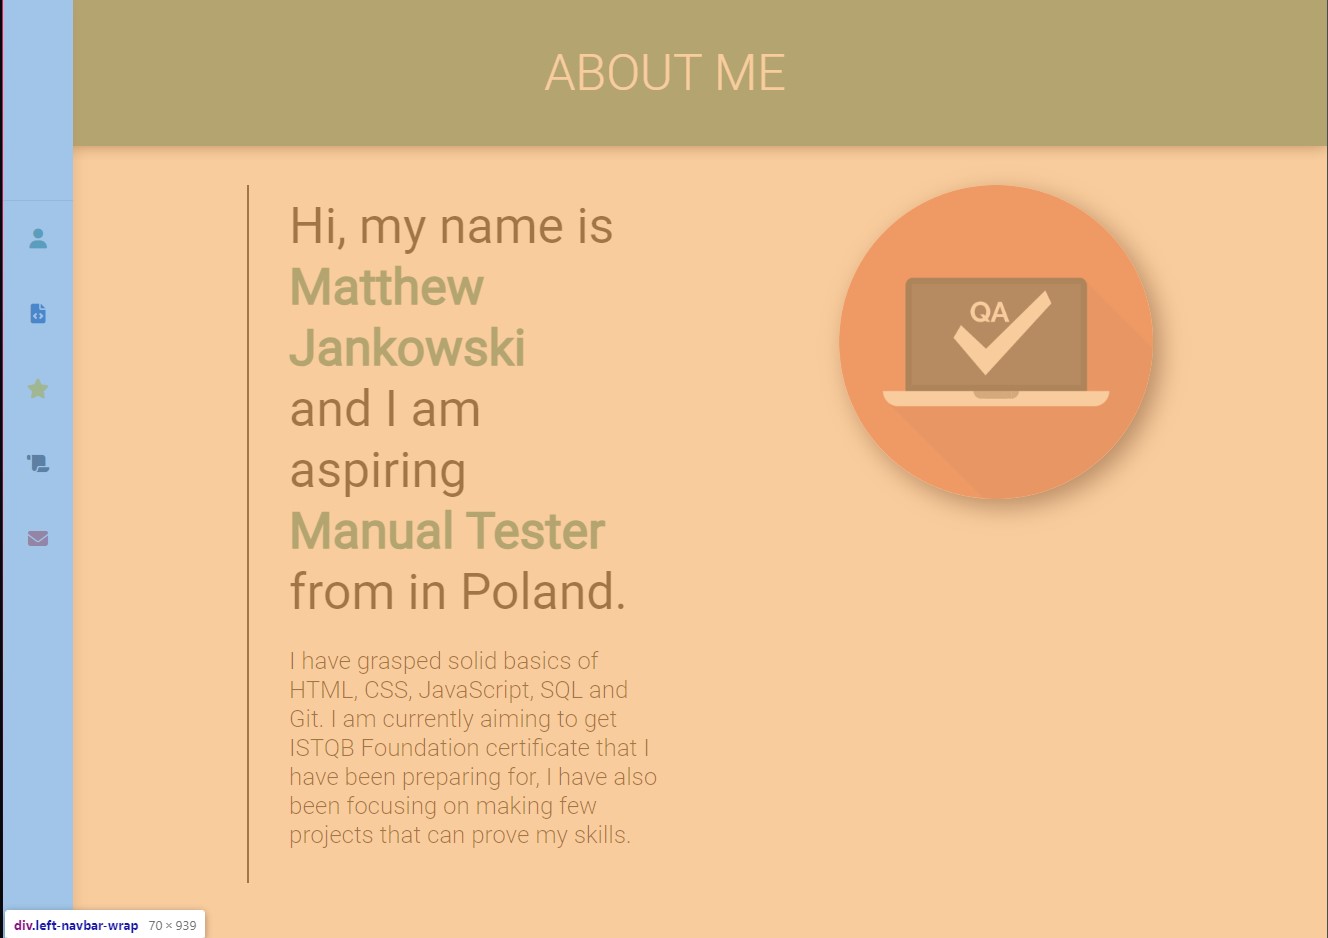 ABOUT ME
Hi, my name is
Matthew
Jankowski
and I am
aspiring
Manual Tester
from in Poland.
I have grasped solid basics of
HTML, CSS, JavaScript, SQL and
Git. I am currently aiming to get
ISTQB Foundation certificate that I
have been preparing for, I have also
been focusing on making few
projects that can prove my skills.
QA
div.left-navbar-wrap 70 × 939